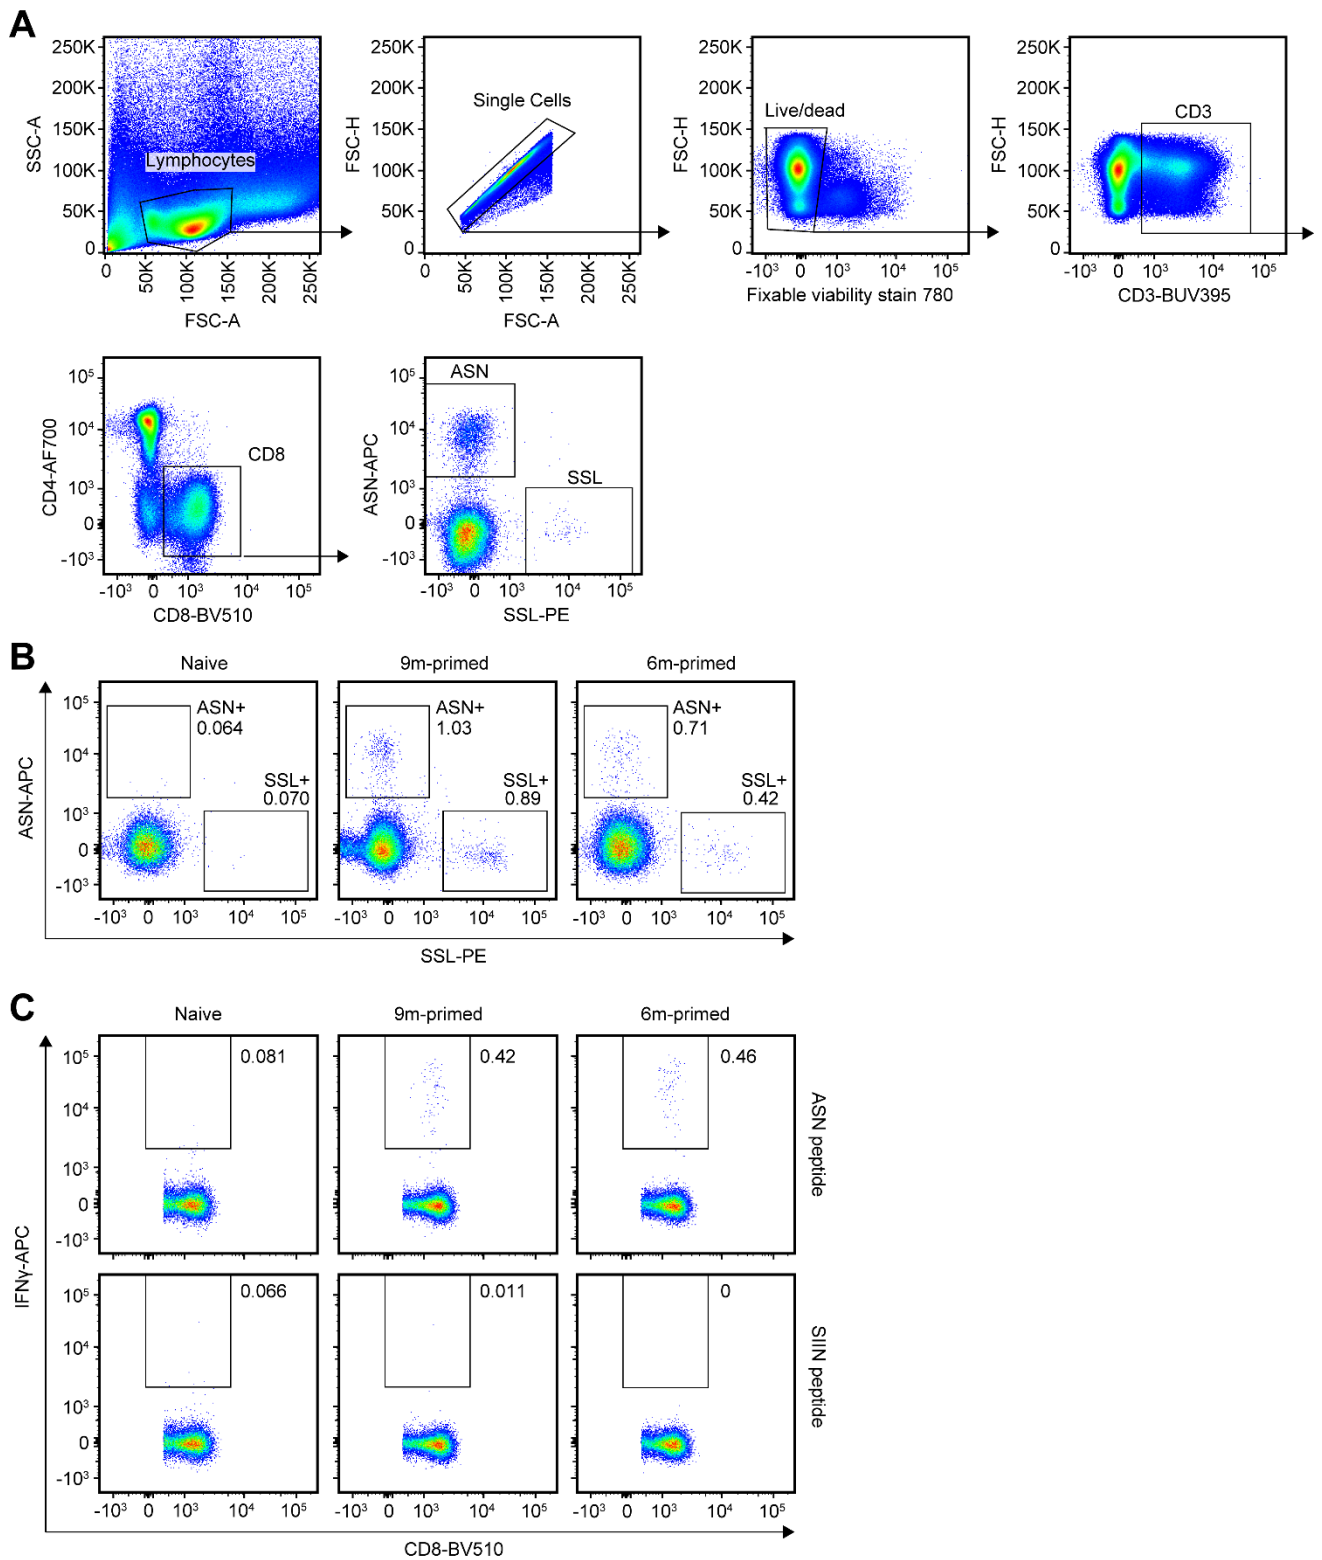 A
250K
200K
150K
100K
50K
0
SSC-A
Lymphocytes
0
50K
100K
150K
200K
250K
FSC-A
250K
200K
150K
100K
50K
0
FSC-H
Single Cells
0
50K
100K
150K
200K
250K
FSC-A
250K
200K
150K
100K
50K
0
FSC-H
Live/dead
-10³ 0 10³ 10⁴ 10⁵
Fixable viability stain 780
250K
200K
150K
100K
50K
0
FSC-H
CD3
-10³ 0 10³ 10⁴ 10⁵
CD3-BUV395
10⁵
10⁴
10³
0
-10³
CD4-AF700
CD8
-10³ 0 10³ 10⁴ 10⁵
CD8-BV510
10⁵
10⁴
10³
0
-10³
ASN-APC
ASN
SSL
-10³ 0 10³ 10⁴ 10⁵
SSL-PE
B
Naive 9m-primed 6m-primed
ASN-APC
10⁵
10⁴
10³
0
-10³
ASN+
0.064
SSL+
0.070
-10³ 0 10³ 10⁴ 10⁵
ASN+
1.03
SSL+
0.89
-10³ 0 10³ 10⁴ 10⁵
ASN+
0.71
SSL+
0.42
-10³ 0 10³ 10⁴ 10⁵
SSL-PE
C
Naive 9m-primed 6m-primed
IFNγ-APC
10⁵
10⁴
10³
0
-10³
0.081
0.42
0.46
ASN peptide
10⁵
10⁴
10³
0
-10³
0.066
0.011
0
SIIN peptide
-10³ 0 10³ 10⁴ 10⁵
-10³ 0 10³ 10⁴ 10⁵
-10³ 0 10³ 10⁴ 10⁵
CD8-BV510